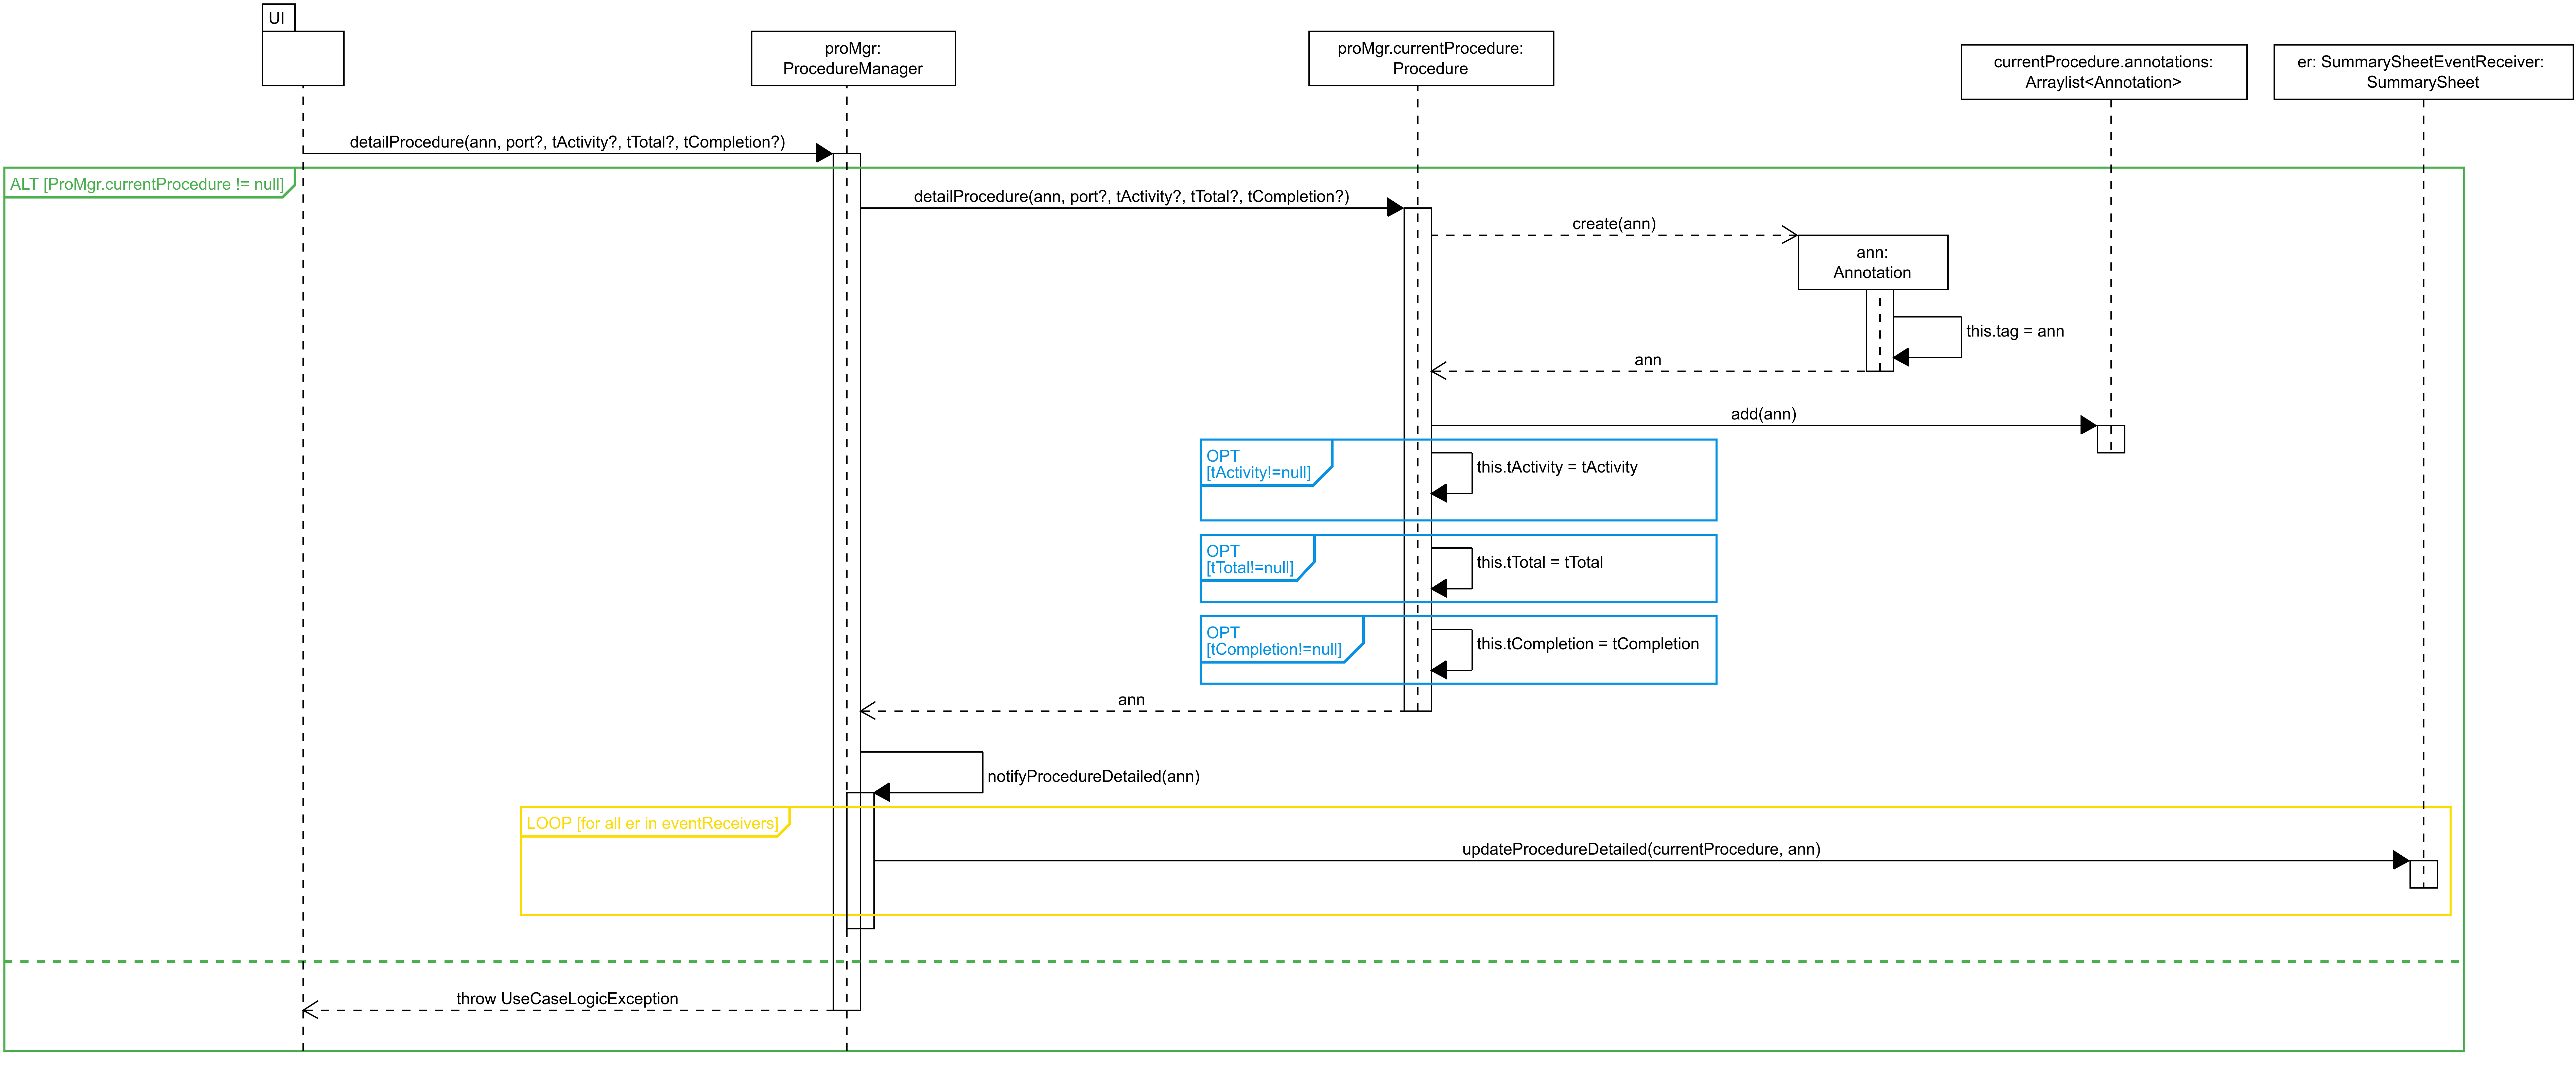 UI
proMgr:
ProcedureManager
proMgr.currentProcedure:
Procedure
currentProcedure.annotations:
Arraylist<Annotation>
er: SummarySheetEventReceiver:
SummarySheet
detailProcedure(ann, port?, tActivity?, tTotal?, tCompletion?)
ALT [ProMgr.currentProcedure != null]
detailProcedure(ann, port?, tActivity?, tTotal?, tCompletion?)
create(ann)
ann:
Annotation
this.tag = ann
ann
add(ann)
OPT
[tActivity!=null]
this.tActivity = tActivity
OPT
[tTotal!=null]
this.tTotal = tTotal
OPT
[tCompletion!=null]
this.tCompletion = tCompletion
ann
notifyProcedureDetailed(ann)
LOOP [for all er in eventReceivers]
updateProcedureDetailed(currentProcedure, ann)
throw UseCaseLogicException